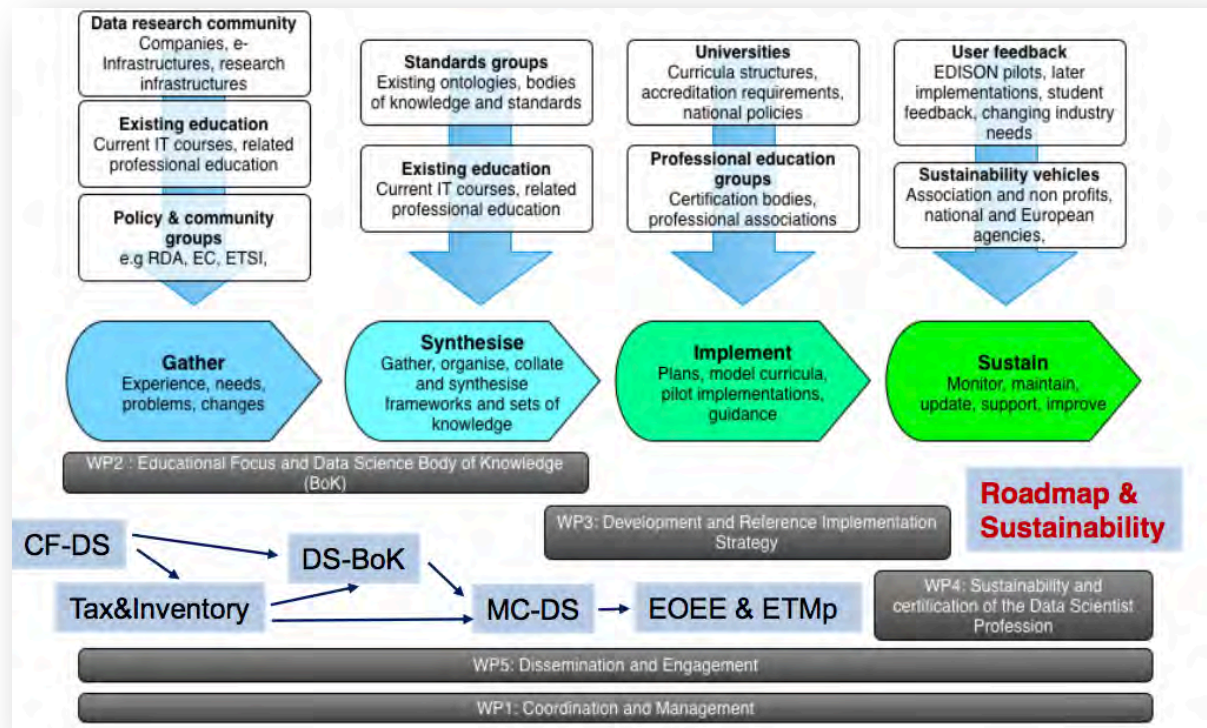 Data research community
Companies, e-
Infrastructures, research
infrastructures
Existing education
Current IT courses, related
professional education
Policy & community
groups
e.g RDA, EC, ETSI,
Standards groups
Existing ontologies, bodies
of knowledge and standards
Existing education
Current IT courses, related
professional education
Universities
Curricula structures,
accreditation requirements,
national policies
Professional education
groups
Certification bodies,
professional associations
User feedback
EDISON pilots, later
implementations, student
feedback, changing industry
needs
Sustainability vehicles
Association and non profits,
national and European
agencies,
Gather
Experience, needs,
problems, changes
Synthesise
Gather, organise, collate
and synthesise
frameworks and sets of
knowledge
Implement
Plans, model curricula,
pilot implementations,
guidance
Sustain
Monitor, maintain,
update, support, improve
WP2 : Educational Focus and Data Science Body of Knowledge
(BoK)
Roadmap &
Sustainability
WP3: Development and Reference Implementation
Strategy
CF-DS
DS-BoK
Tax&Inventory
MC-DS
EOEE & ETMp
WP4: Sustainability and
certification of the Data Scientist
Profession
WP5: Dissemination and Engagement
WP1: Coordination and Management